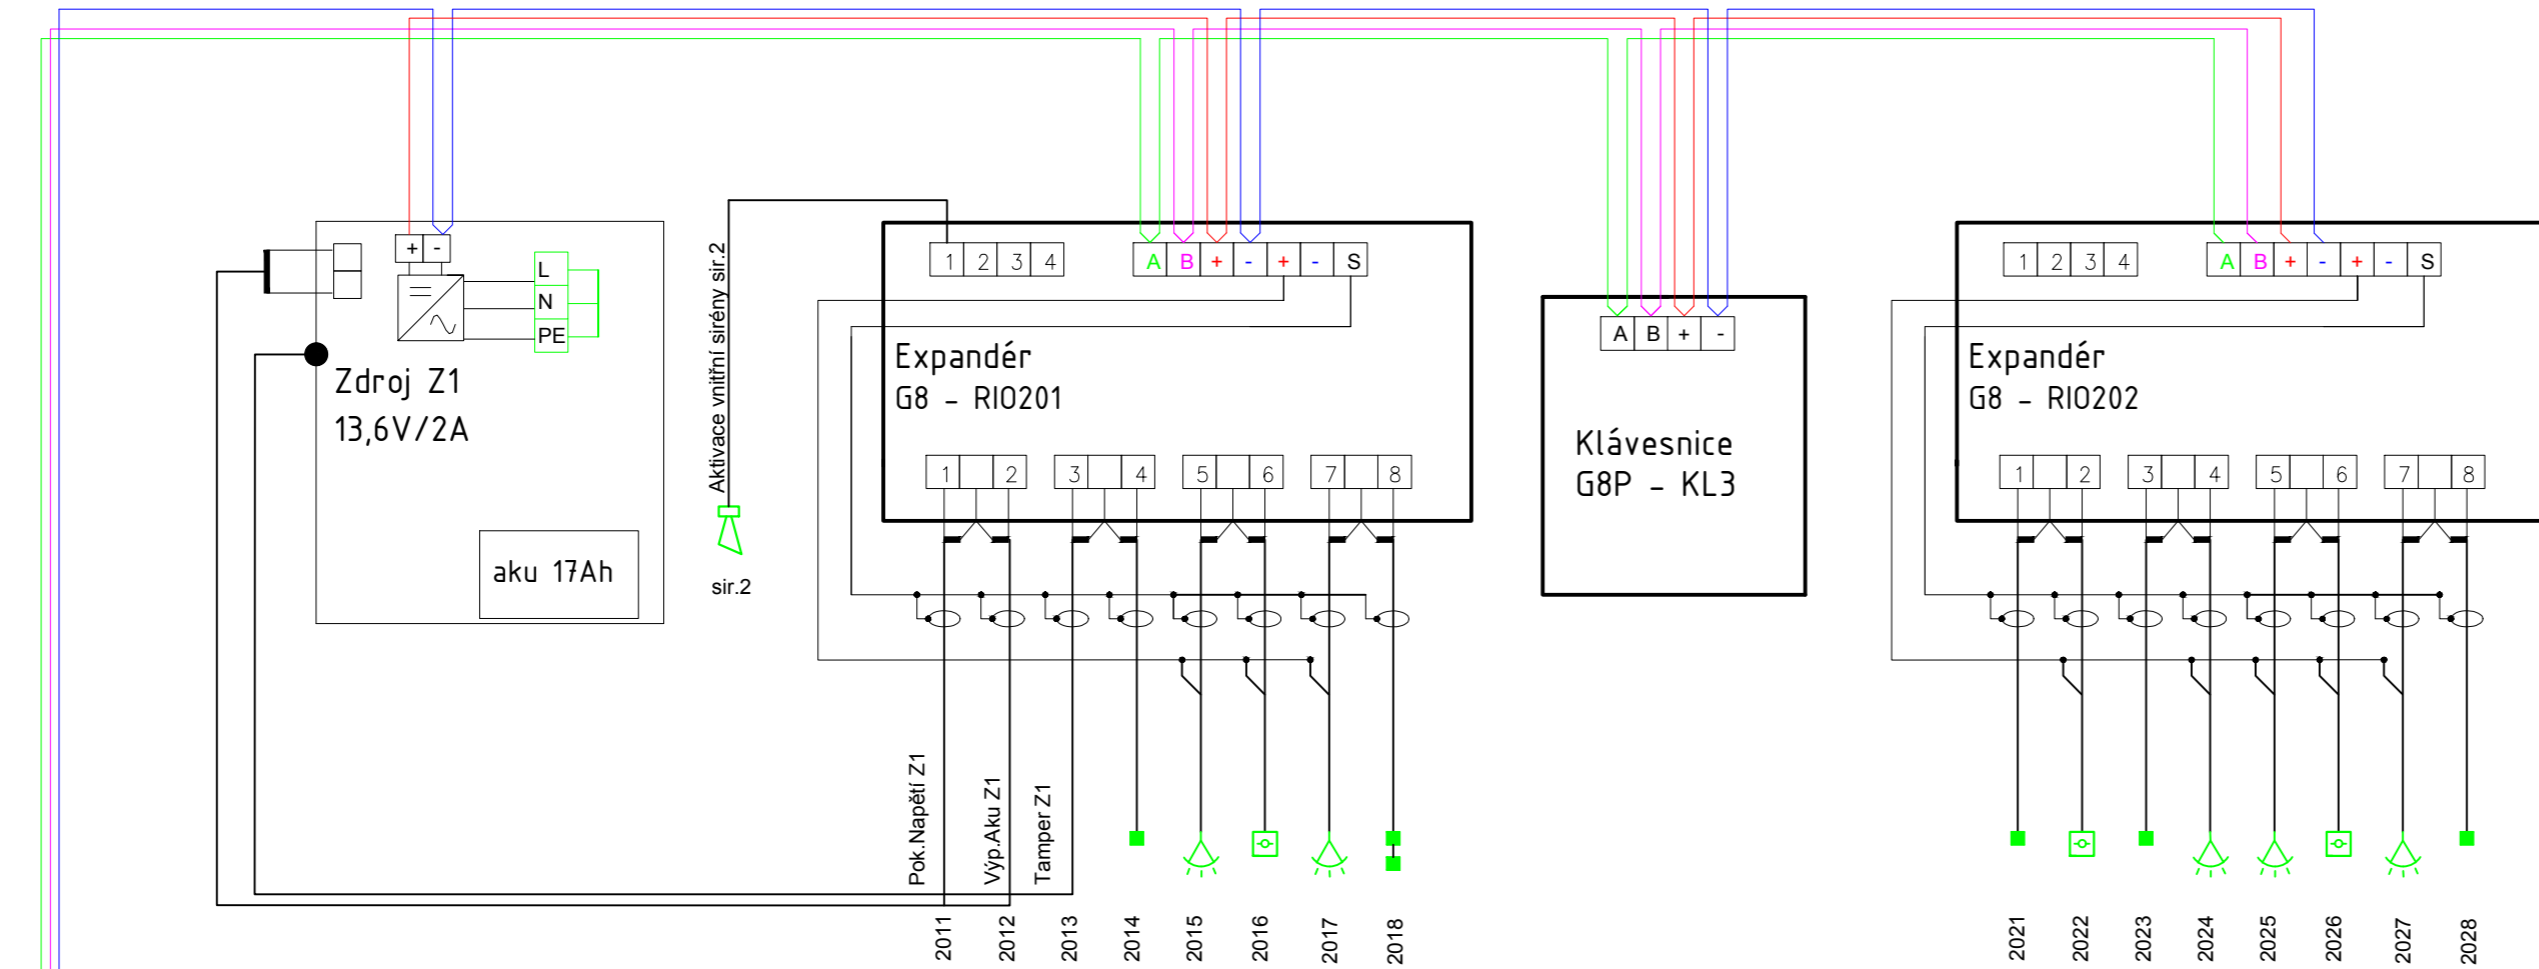 + -
L
N
PE
Zdroj Z1
13,6V/2A
aku 17Ah
Aktivace vnitřní sirény sir.2
sir.2
1 2 3 4
A B + - + - S
Expandér
G8 - RIO201
1 2 3 4 5 6 7 8
Pok.Napětí Z1
Výp.Aku Z1
Tamper Z1
2011 2012 2013 2014 2015 2016 2017 2018
A B + -
Klávesnice
G8P - KL3
1 2 3 4
A B + - + - S
Expandér
G8 - RIO202
1 2 3 4 5 6 7 8
2021 2022 2023 2024 2025 2026 2027 2028